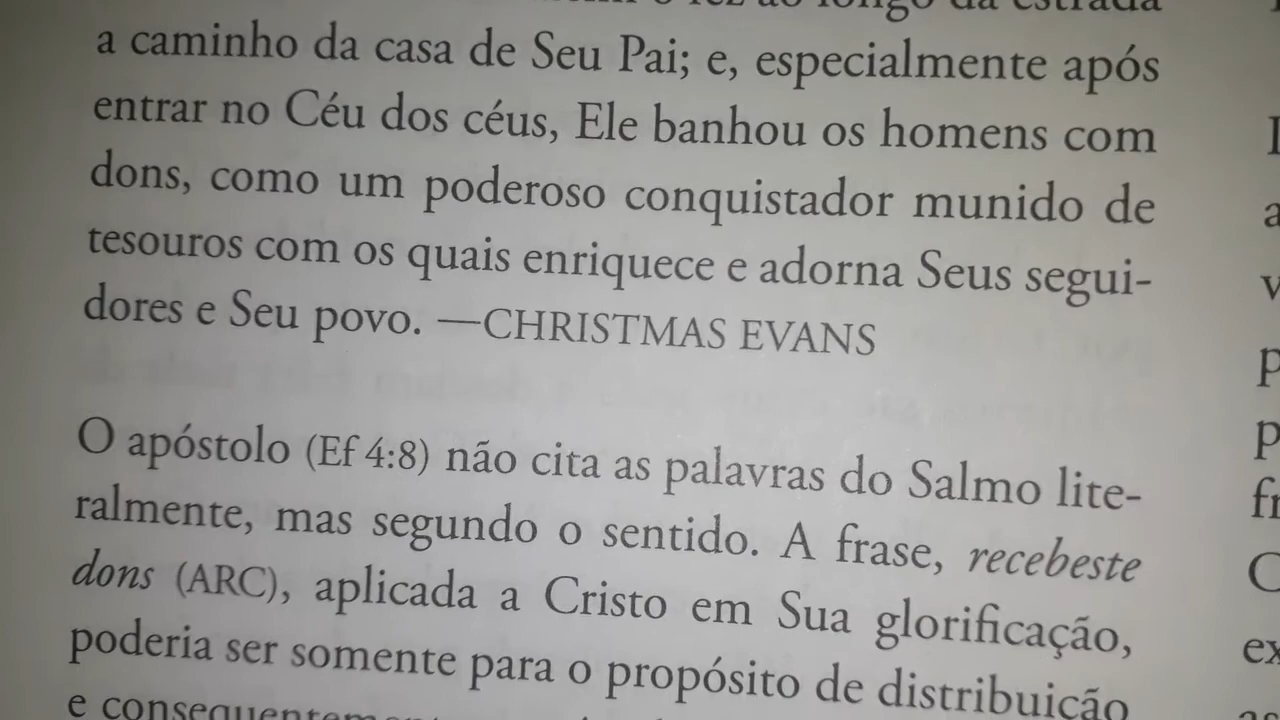 longo da estrada
a caminho da casa de Seu Pai; e, especialmente após
entrar no Céu dos céus, Ele banhou os homens com
dons, como um poderoso conquistador munido de
tesouros com os quais enriquece e adorna Seus segui-
dores e Seu povo. —CHRISTMAS EVANS
O apóstolo (Ef 4:8) não cita as palavras do Salmo lite-
ralmente, mas segundo o sentido. A frase, recebeste
dons (ARC), aplicada a Cristo em Sua glorificação,
poderia ser somente para o propósito de distribuição